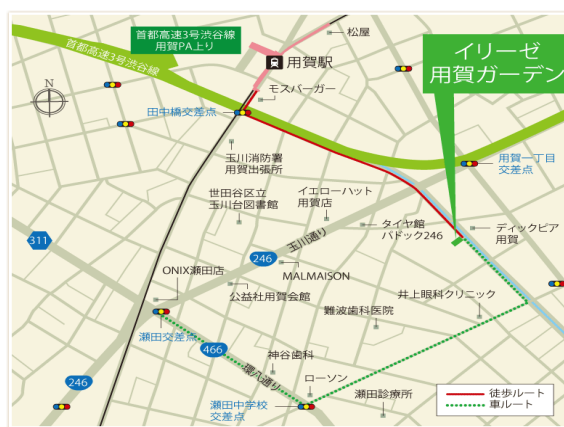 首都高速3号渋谷線
用賀PA上り
首都高速3号渋谷線
松屋
用賀駅
イリーゼ
用賀ガーデン
N
モスバーガー
田中橋交差点
玉川消防署
用賀出張所
用賀一丁目
交差点
世田谷区立
玉川台図書館
イエローハット
用賀店
タイヤ館
パドック246
ディックピア
用賀
玉川通り
311
246
ONIX瀬田店
MALMAISON
公益社用賀会館
井上眼科クリニック
難波歯科医院
瀬田交差点
466
神谷歯科
環八通り
246
ローソン
瀬田中学校
交差点
瀬田診療所
徒歩ルート
車ルート